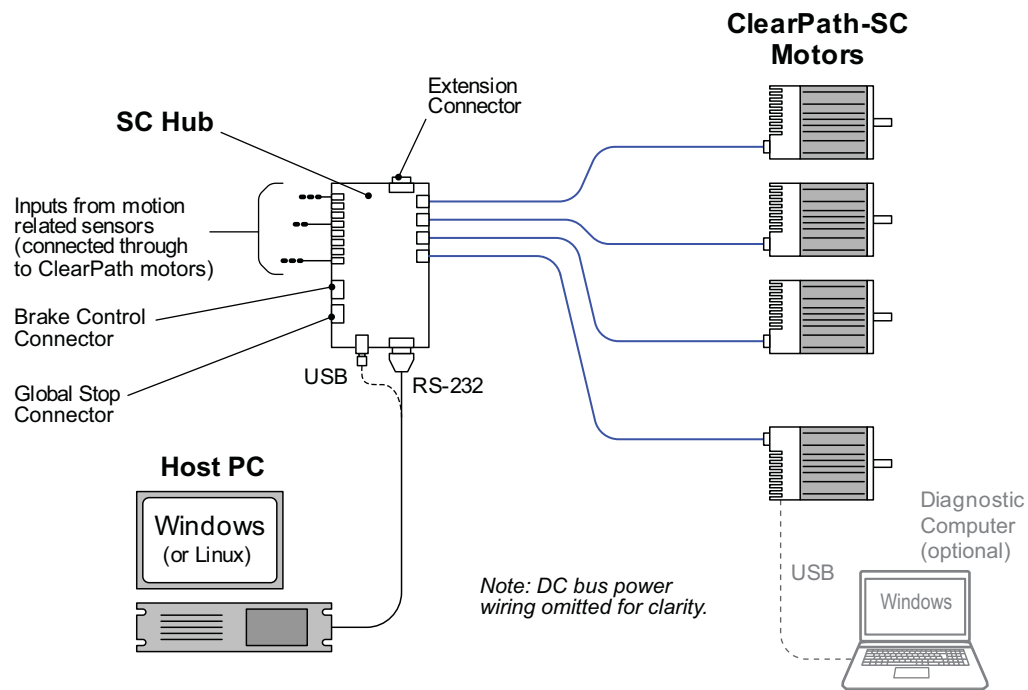 ClearPath-SC
Motors
Extension
Connector
SC Hub
Inputs from motion
related sensors
(connected through
to ClearPath motors)
Brake Control
Connector
Global Stop
Connector
USB
RS-232
Host PC
Windows
(or Linux)
Note: DC bus power
wiring omitted for clarity.
Diagnostic
Computer
(optional)
USB
Windows